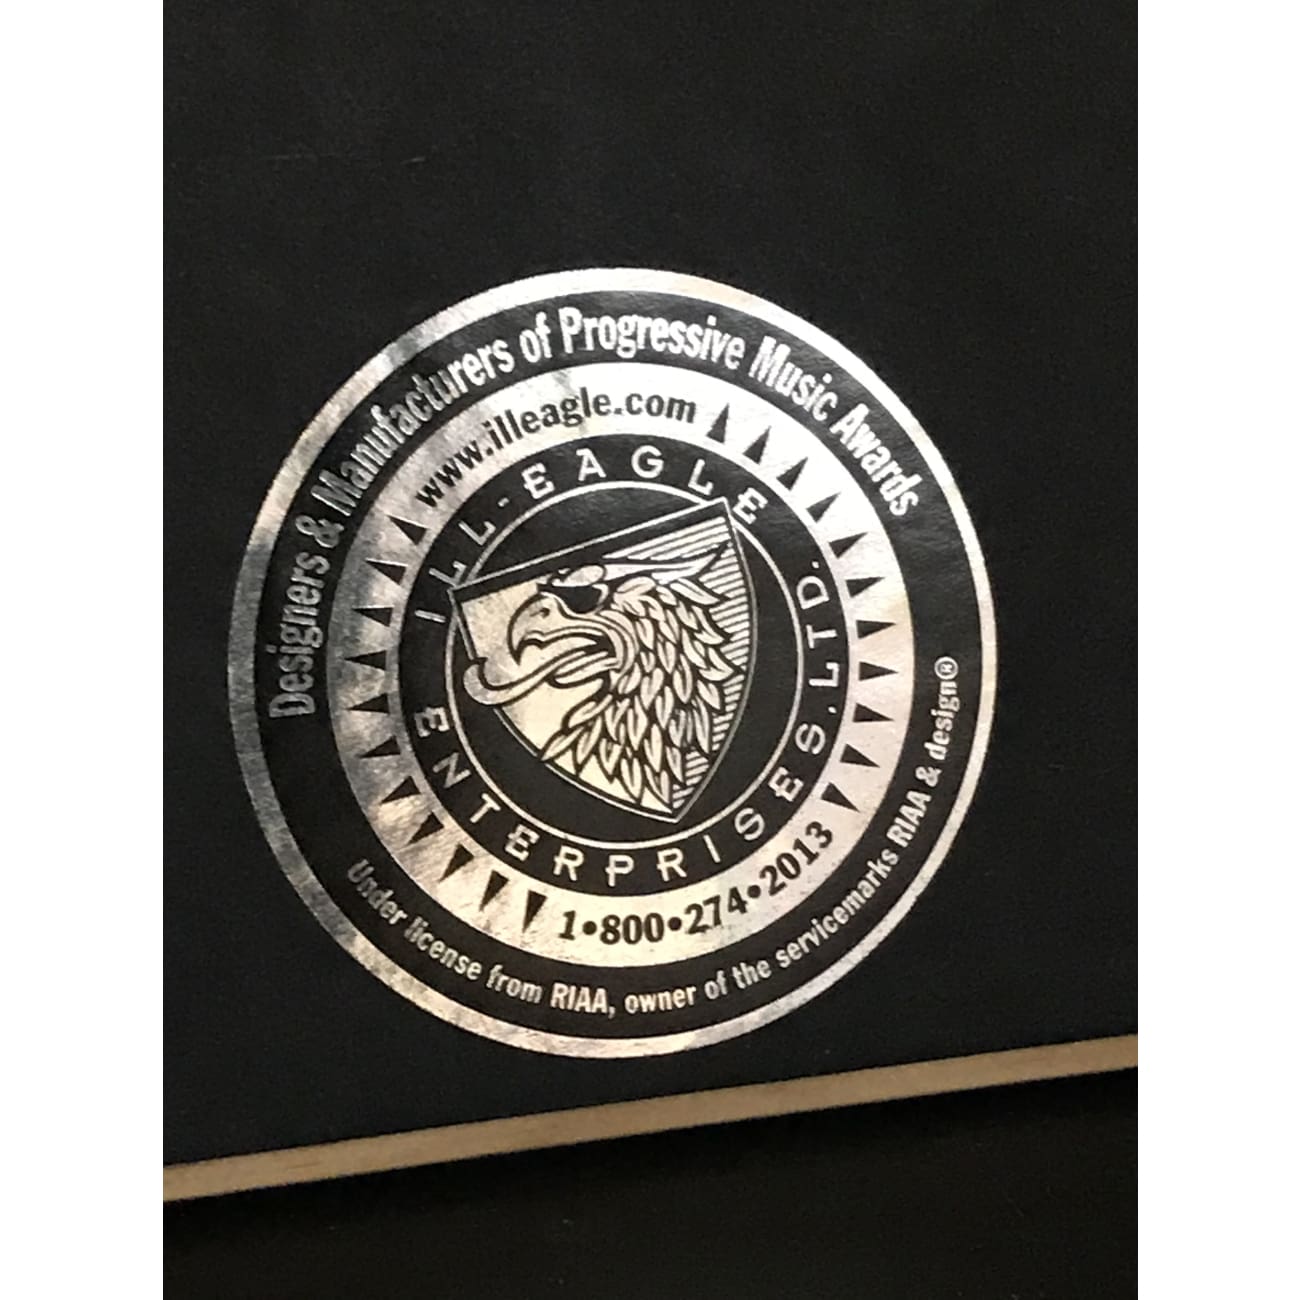 Designers & Manufacturers of Progressive Music Awards
www.illeagle.com
ILL-EAGLE
ENTERPRISES, LTD.
1•800•274•2013
Under license from RIAA, owner of the servicemarks RIAA & design®